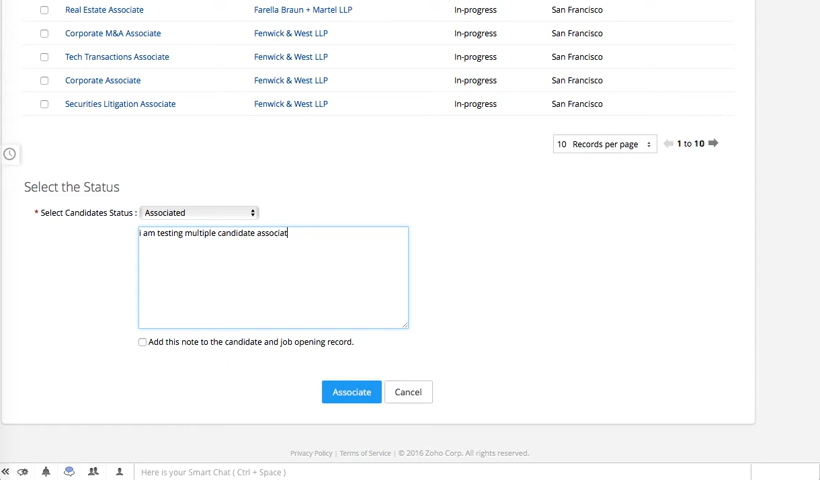 Real Estate Associate Farella Braun + Martel LLP In-progress San Francisco
Corporate M&A Associate Fenwick & West LLP In-progress San Francisco
Tech Transactions Associate Fenwick & West LLP In-progress San Francisco
Corporate Associate Fenwick & West LLP In-progress San Francisco
Securities Litigation Associate Fenwick & West LLP In-progress San Francisco
10 Records per page 1 to 10
Select the Status
* Select Candidates Status : Associated
i am testing multiple candidate associat
Add this note to the candidate and job opening record.
Associate Cancel
Privacy Policy | Terms of Service | © 2016 Zoho Corp. All rights reserved.
Here is your Smart Chat ( Ctrl + Space )